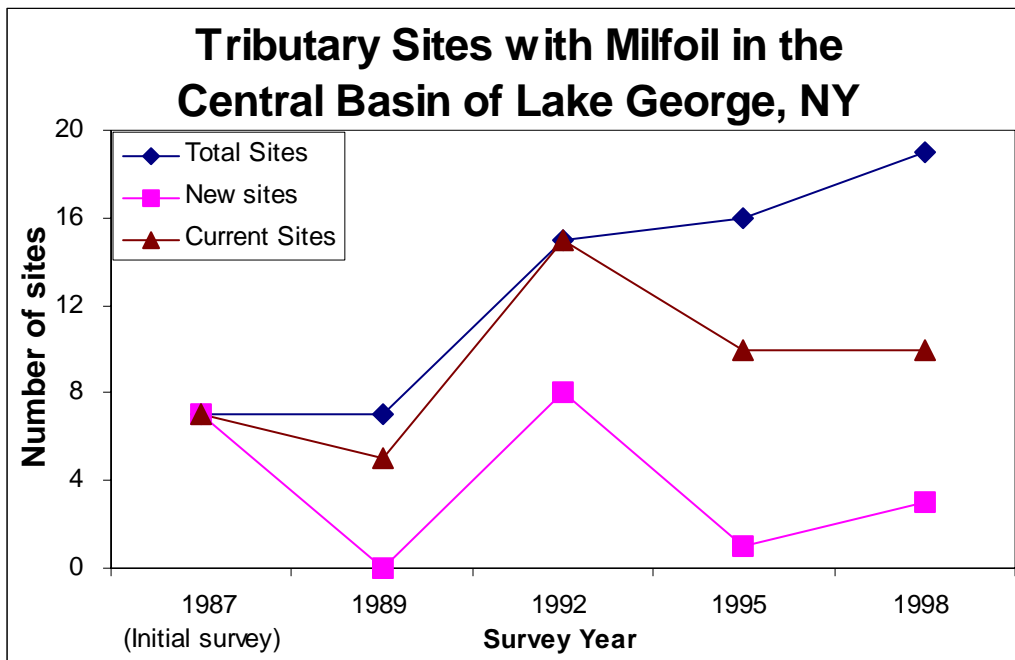 Tributary Sites with Milfoil in the
Central Basin of Lake George, NY
20
16
12
8
4
0
Number of sites
Total Sites
New sites
Current Sites
1987
(Initial survey)
1989
1992
1995
1998
Survey Year